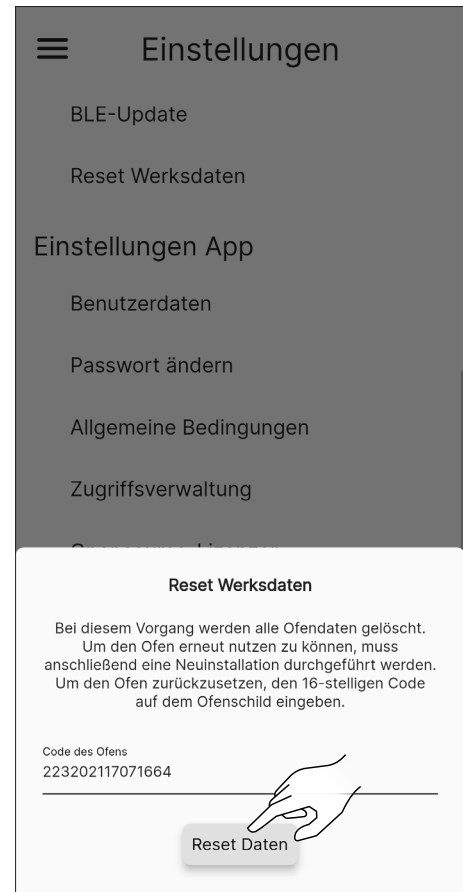 Einstellungen
BLE-Update
Reset Werksdaten
Einstellungen App
Benutzerdaten
Passwort ändern
Allgemeine Bedingungen
Zugriffsverwaltung
Reset Werksdaten
Bei diesem Vorgang werden alle Ofendaten gelöscht.
Um den Ofen erneut nutzen zu können, muss
anschließend eine Neuinstallation durchgeführt werden.
Um den Ofen zurückzusetzen, den 16-stelligen Code
auf dem Ofenschild eingeben.
Code des Ofens
223202117071664
Reset Daten